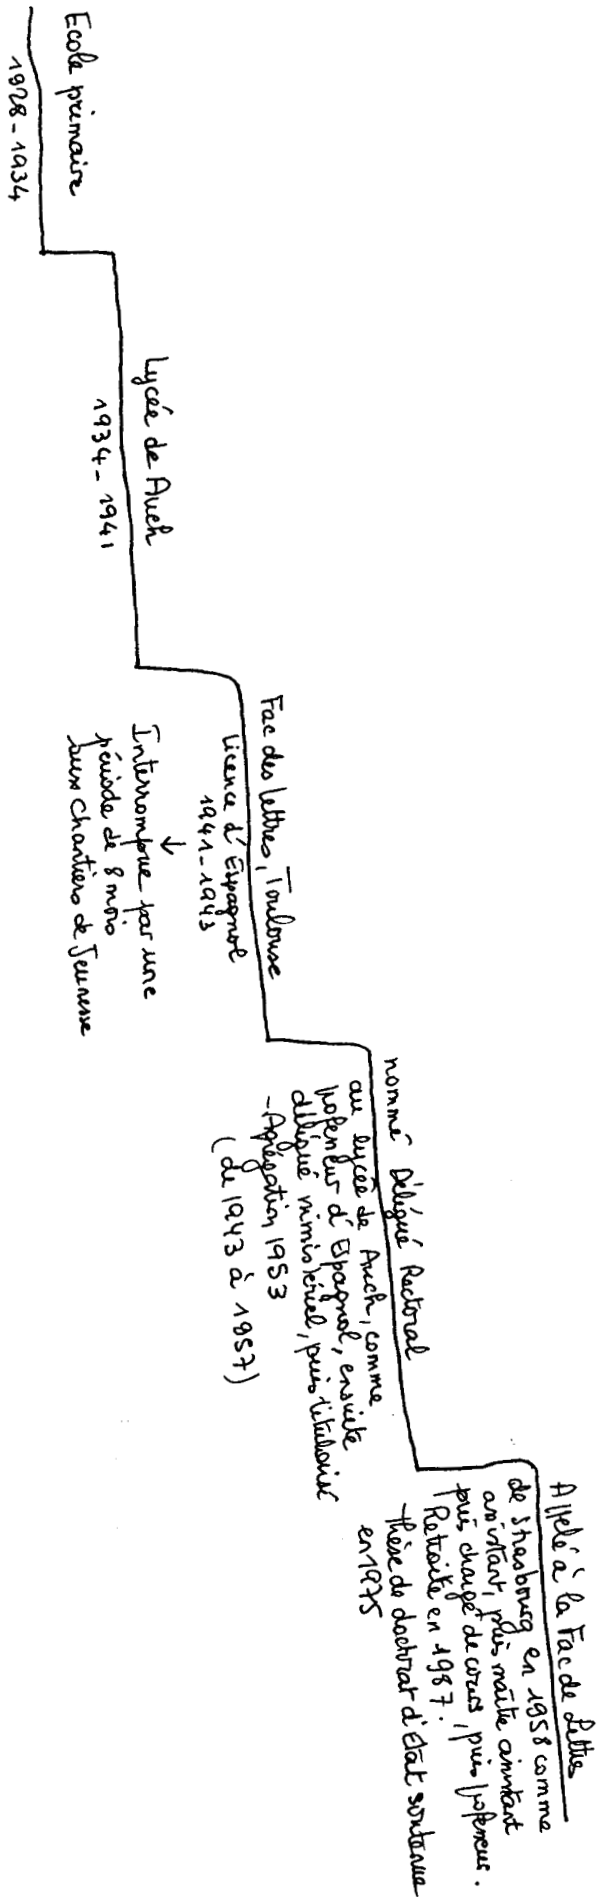 Ecole primaire
1928-1934
Lycée de Auch
1934-1941
Fac des lettres, Toulouse
licence d'Espagnol
1941-1943
↓
Interrompue par une
période de 8 mois
aux Chantiers de Jeunesse
nommé Délégué Rectoral
au lycée de Auch, comme
professeur d'Espagnol, ensuite
délégué ministériel, puis titularisé
-Agrégation 1953
(de 1943 à 1957)
Appelé à la Fac de Lettres
de Strasbourg en 1958 comme
assistant, puis maître assistant
puis chargé de cours, puis professeur.
Retraite en 1987.
-Thèse de doctorat d'Etat soutenue
en 1975